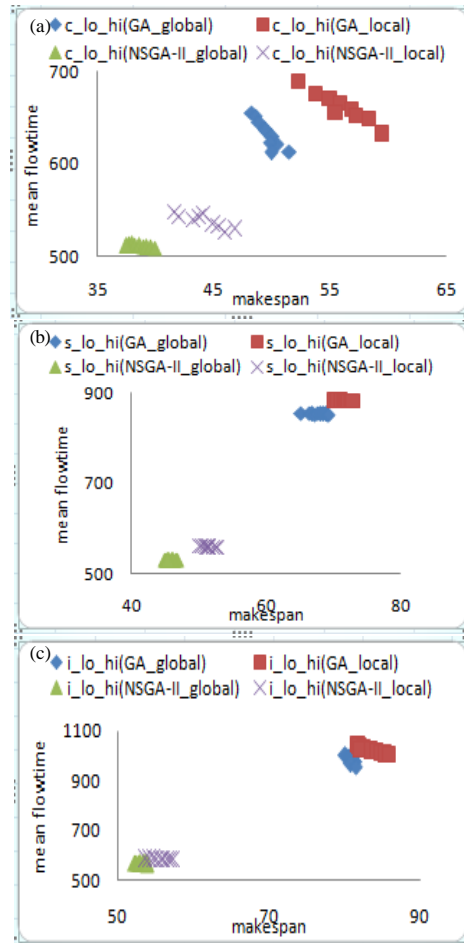 (a)
c_lo_hi(GA_global) c_lo_hi(GA_local)
c_lo_hi(NSGA-II_global) c_lo_hi(NSGA-II_local)
700
600
500
mean flowtime
35 45 55 65
makespan
(b)
s_lo_hi(GA_global) s_lo_hi(GA_local)
s_lo_hi(NSGA-II_global) s_lo_hi(NSGA-II_local)
900
700
500
mean flowtime
40 60 80
makespan
(c)
i_lo_hi(GA_global) i_lo_hi(GA_local)
i_lo_hi(NSGA-II_global) i_lo_hi(NSGA-II_local)
1100
900
700
500
mean flowtime
50 70 90
makespan